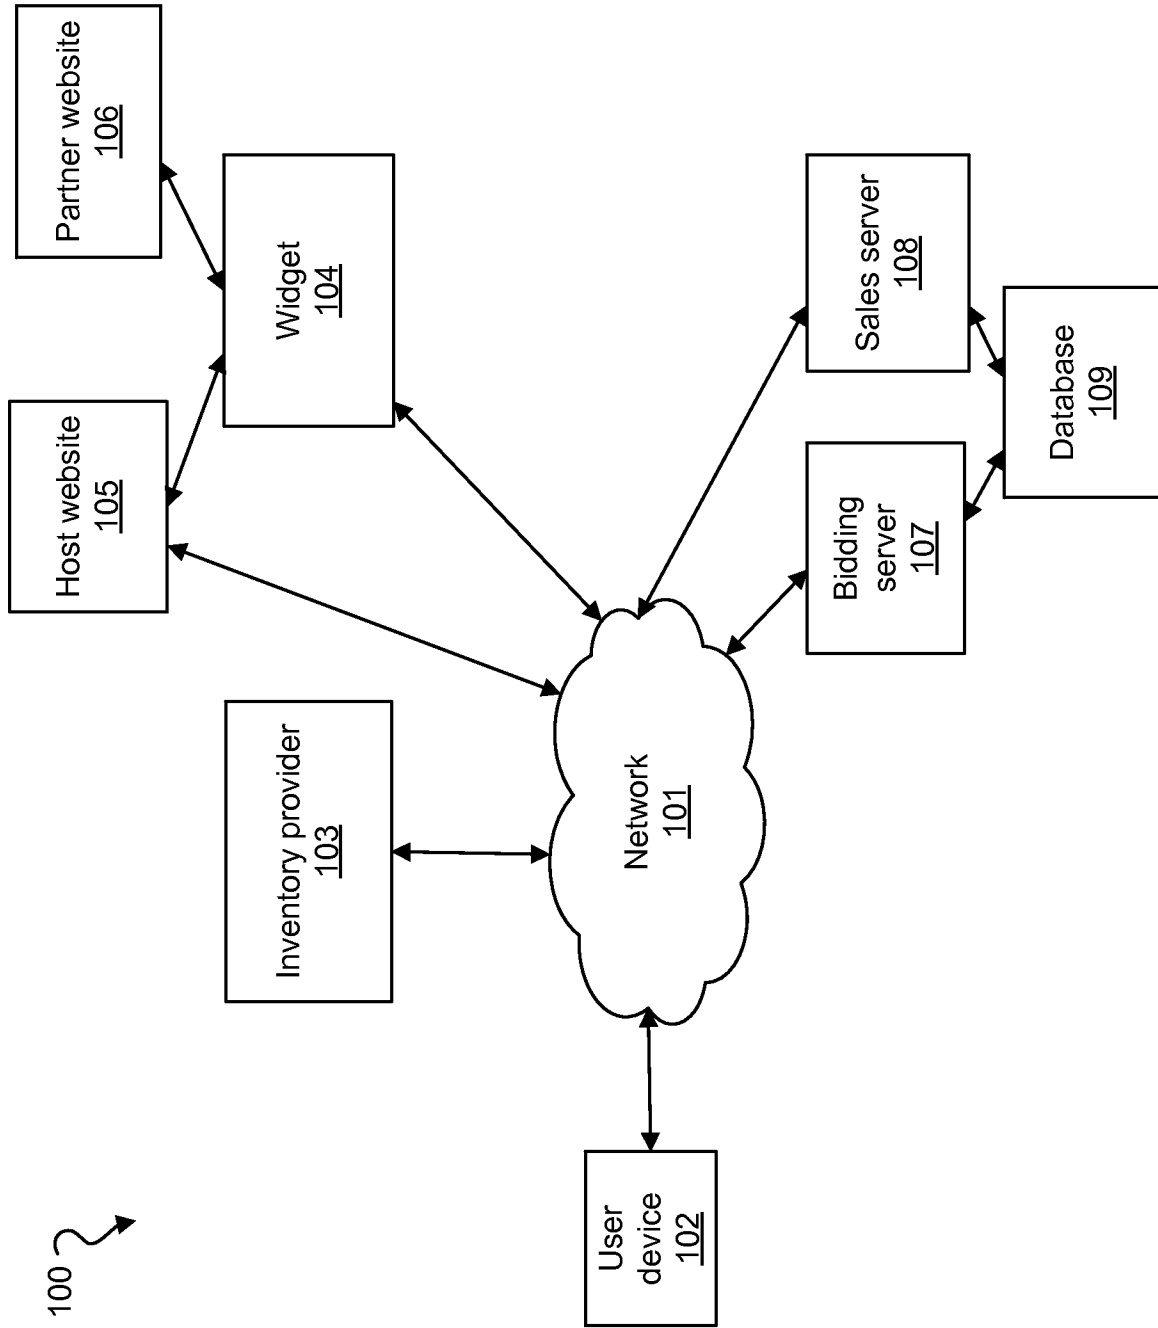 100
User
device
102
Inventory provider
103
Network
101
Host website
105
Partner website
106
Widget
104
Bidding
server
107
Sales server
108
Database
109